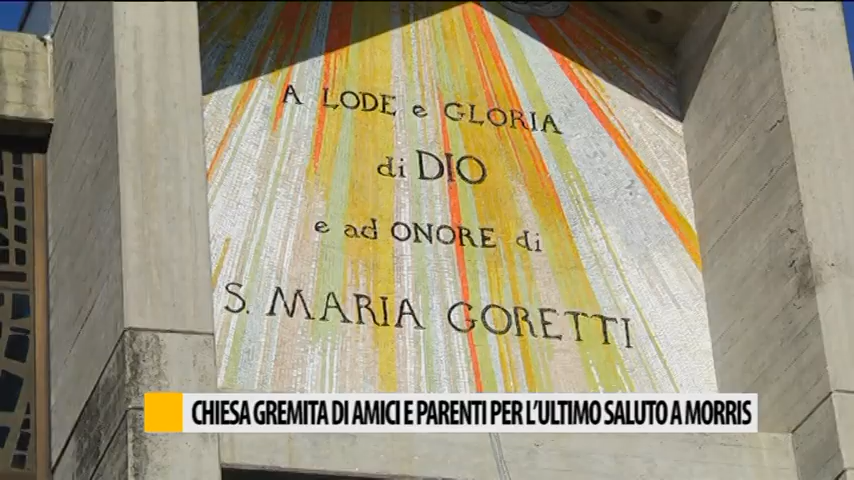 A LODE e GLORIA
di DIO
e ad ONORE di
S. MARIA GORETTI
CHIESA GREMITA DI AMICI E PARENTI PER L'ULTIMO SALUTO A MORRIS